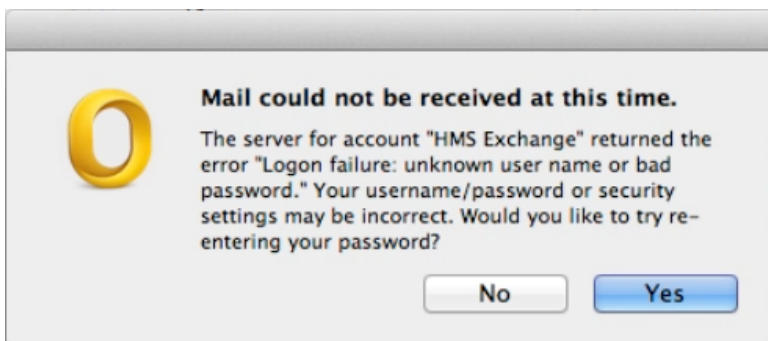 Mail could not be received at this time.
The server for account "HMS Exchange" returned the
error "Logon failure: unknown user name or bad
password." Your username/password or security
settings may be incorrect. Would you like to try re-
entering your password?
No
Yes